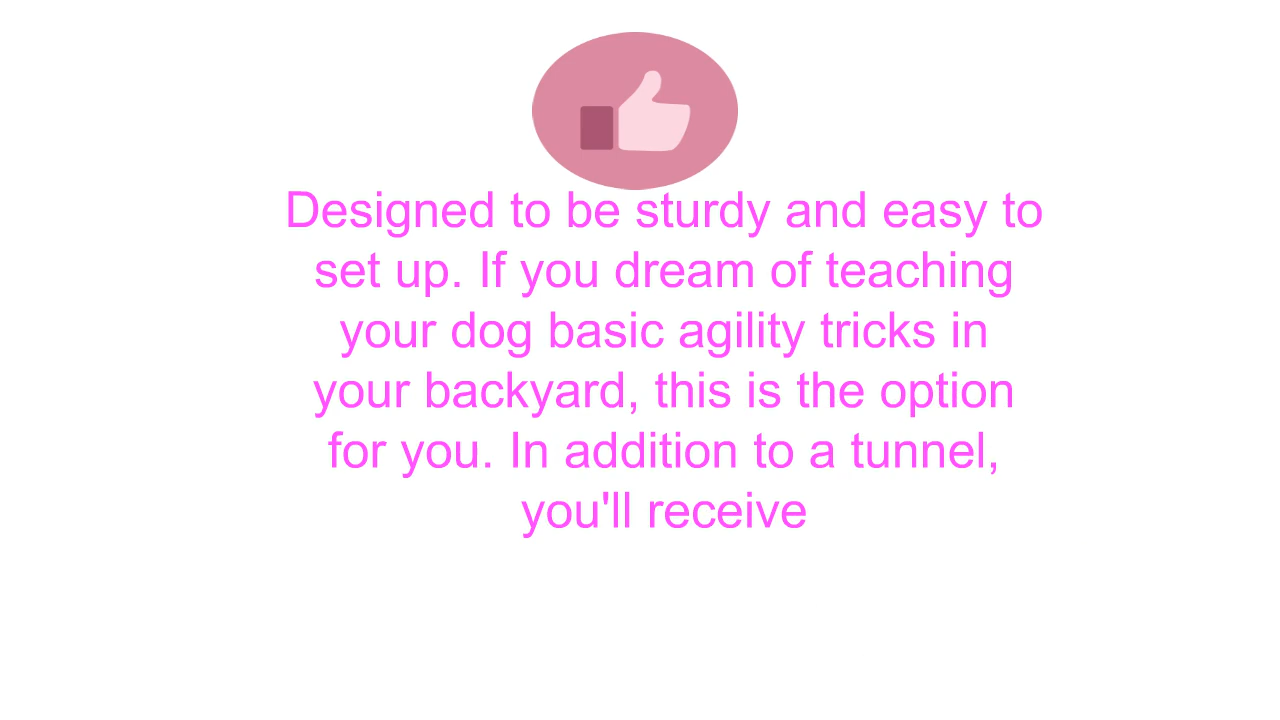 Designed to be sturdy and easy to
set up. If you dream of teaching
your dog basic agility tricks in
your backyard, this is the option
for you. In addition to a tunnel,
you'll receive